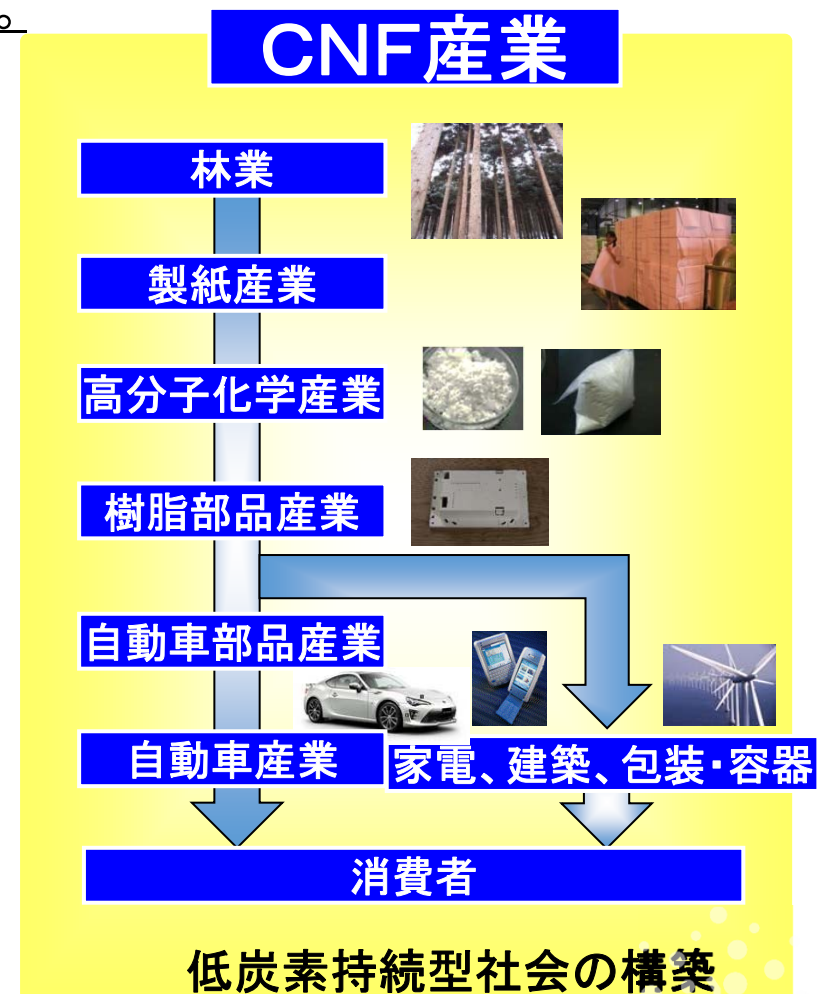 。
CNF産業
林業
製紙産業
高分子化学産業
樹脂部品産業
自動車部品産業
自動車産業
家電、建築、包装・容器
消費者
低炭素持続型社会の構築